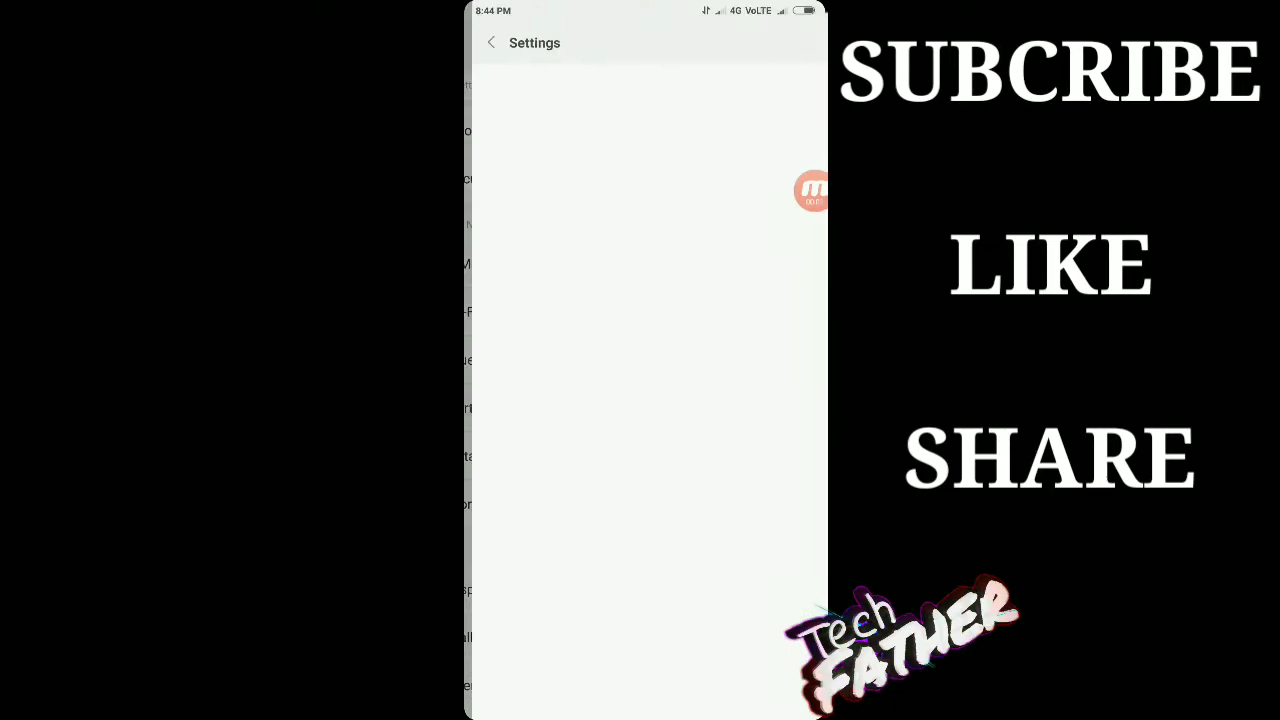 8:44 PM
4G VoLTE
Settings
m
SUBCRIBE
LIKE
SHARE
Tech
FATHER